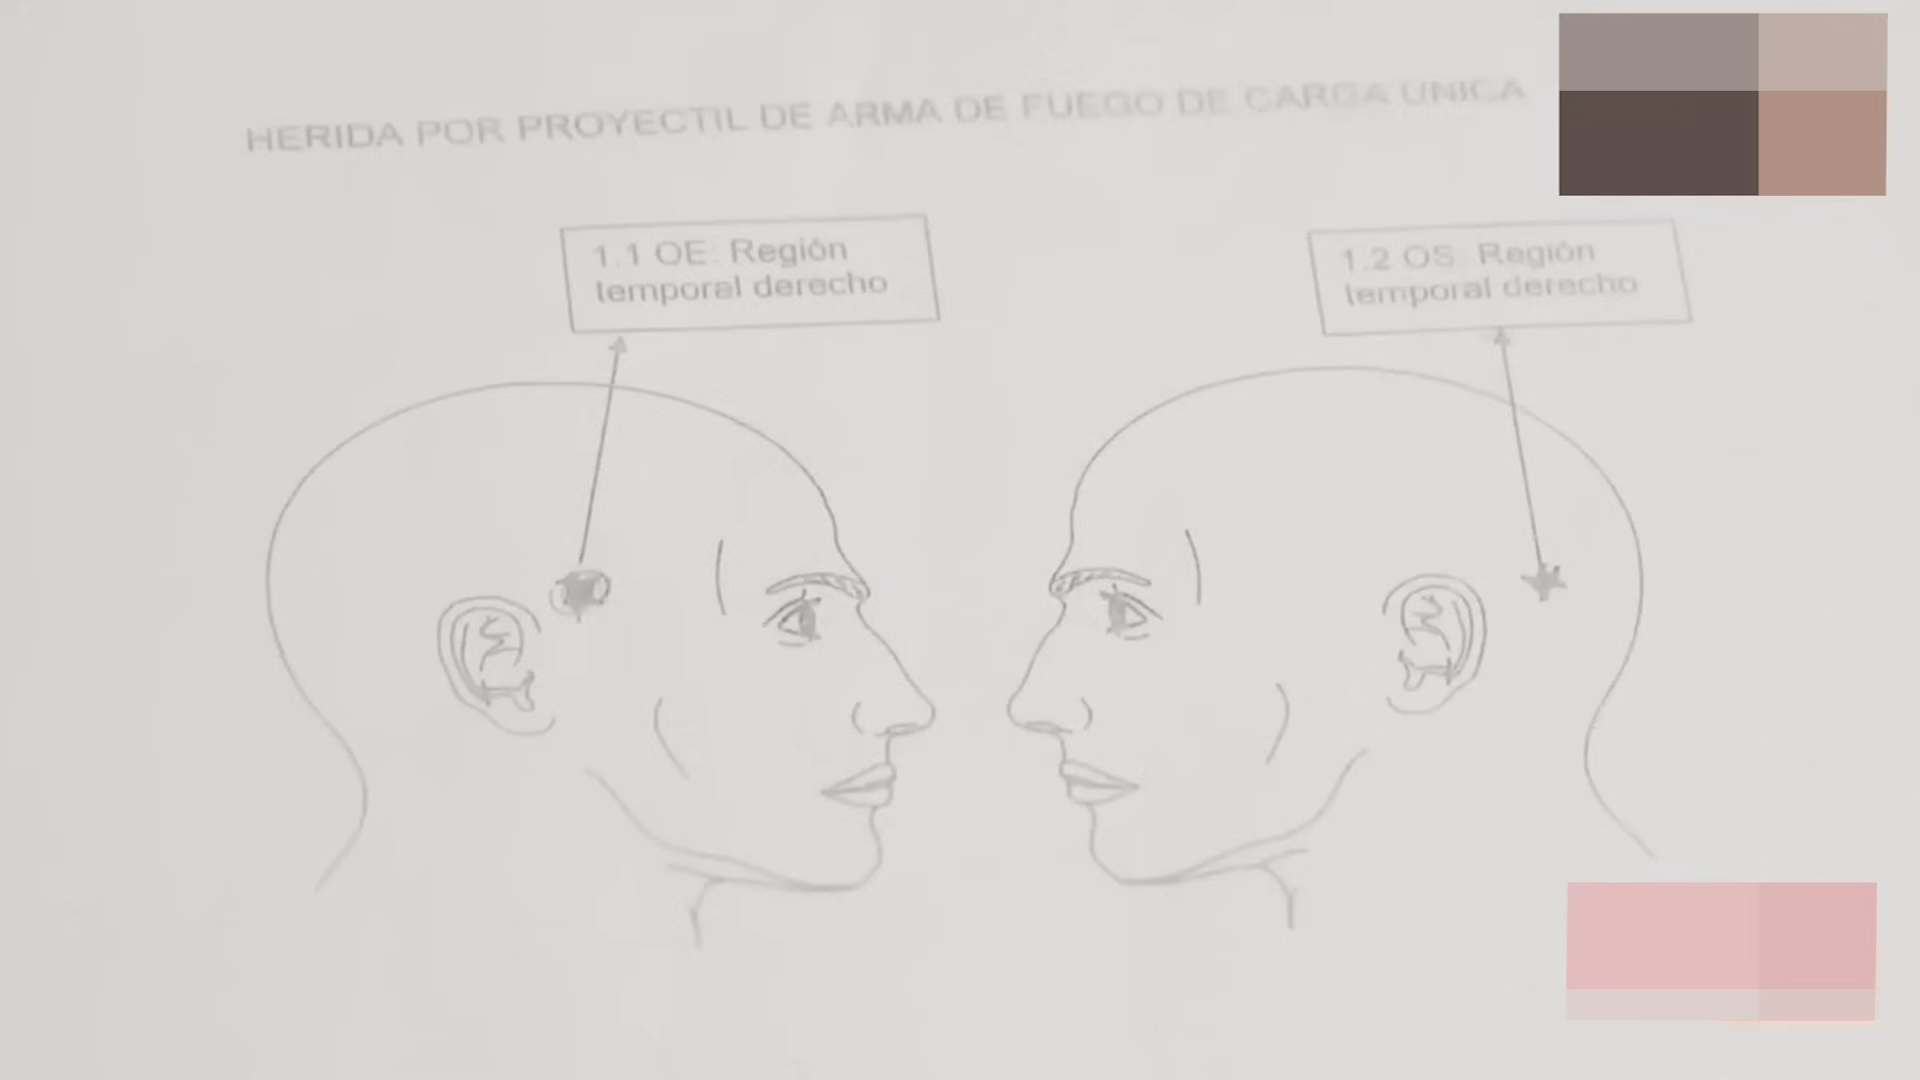 HERIDA POR PROYECTIL DE ARMA DE FUEGO DE CARGA UNICA
1.1 OE: Región
temporal derecho
1.2 OS: Región
temporal derecho